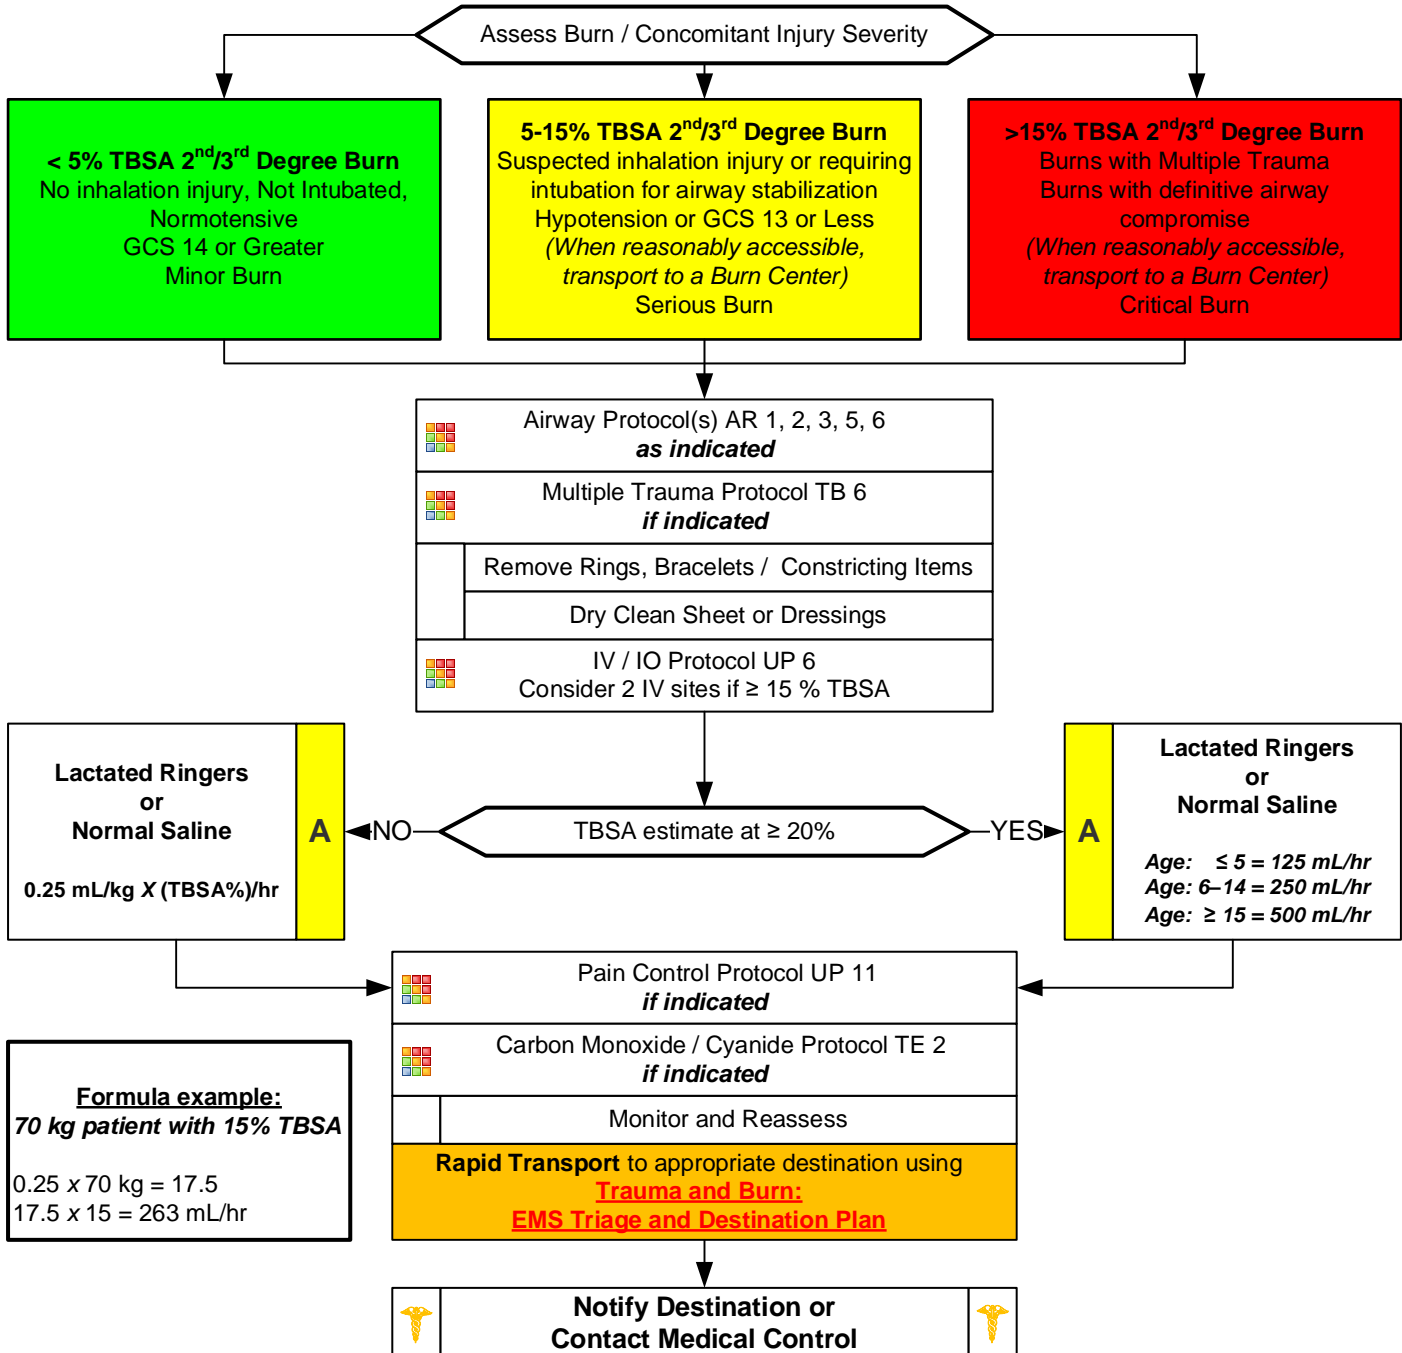 Assess Burn / Concomitant Injury Severity
< 5% TBSA 2nd/3rd Degree Burn
No inhalation injury, Not Intubated,
Normotensive
GCS 14 or Greater
Minor Burn
5-15% TBSA 2nd/3rd Degree Burn
Suspected inhalation injury or requiring
intubation for airway stabilization
Hypotension or GCS 13 or Less
(When reasonably accessible,
transport to a Burn Center)
Serious Burn
>15% TBSA 2nd/3rd Degree Burn
Burns with Multiple Trauma
Burns with definitive airway
compromise
(When reasonably accessible,
transport to a Burn Center)
Critical Burn
Airway Protocol(s) AR 1, 2, 3, 5, 6
as indicated
Multiple Trauma Protocol TB 6
if indicated
Remove Rings, Bracelets / Constricting Items
Dry Clean Sheet or Dressings
IV / IO Protocol UP 6
Consider 2 IV sites if ≥ 15 % TBSA
Lactated Ringers
or
Normal Saline
0.25 mL/kg X (TBSA%)/hr
A
NO
TBSA estimate at ≥ 20%
YES
A
Lactated Ringers
or
Normal Saline
Age: ≤ 5 = 125 mL/hr
Age: 6–14 = 250 mL/hr
Age: ≥ 15 = 500 mL/hr
Pain Control Protocol UP 11
if indicated
Carbon Monoxide / Cyanide Protocol TE 2
if indicated
Monitor and Reassess
Rapid Transport to appropriate destination using
Trauma and Burn:
EMS Triage and Destination Plan
Formula example:
70 kg patient with 15% TBSA
0.25 x 70 kg = 17.5
17.5 x 15 = 263 mL/hr
Notify Destination or
Contact Medical Control